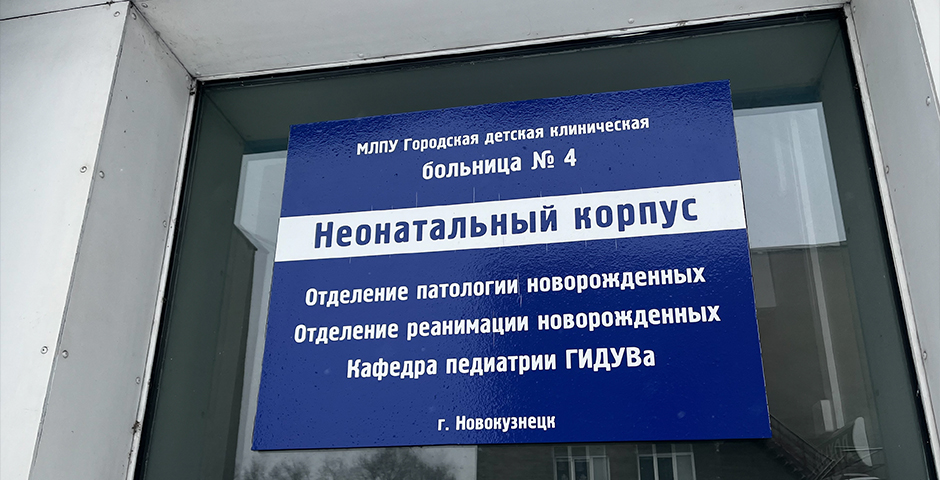 МЛПУ Городская детская клиническая
больница № 4
Неонатальный корпус
Отделение патологии новорожденных
Отделение реанимации новорожденных
Кафедра педиатрии ГИДУВа
г. Новокузнецк